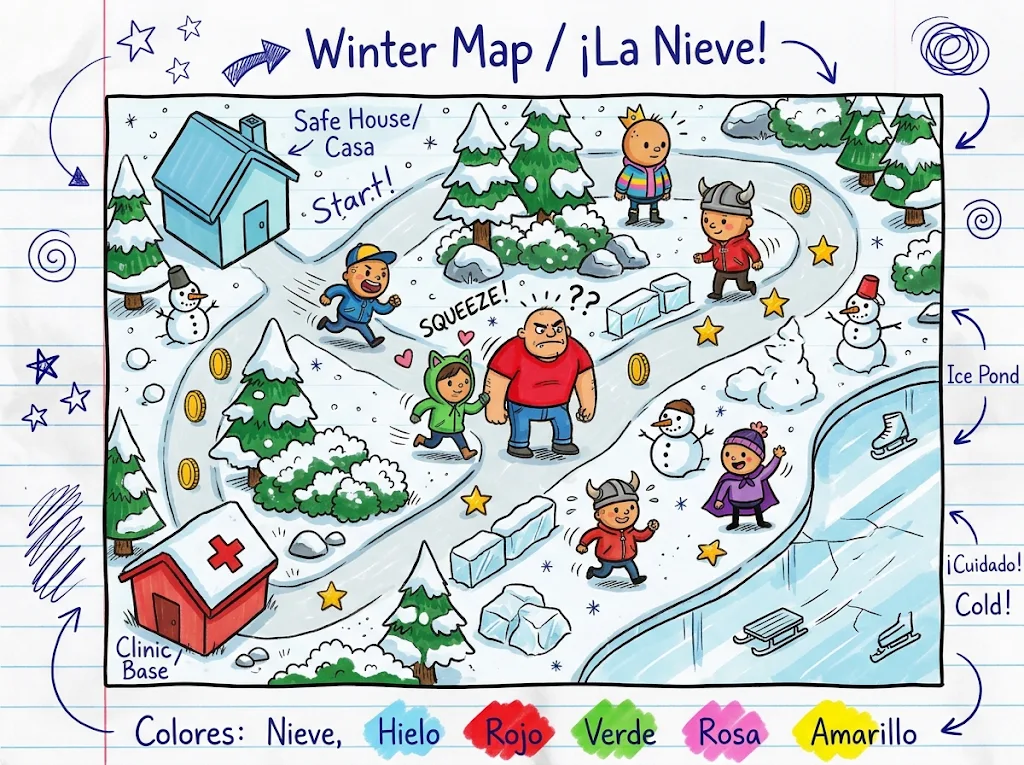 Winter Map / ¡La Nieve!
Safe House/
Casa
Start!
SQUEEZE!
??
Ice Pond
¡Cuidado!
Cold!
Clinic/
Base
Colores: Nieve, Hielo Rojo Verde Rosa Amarillo